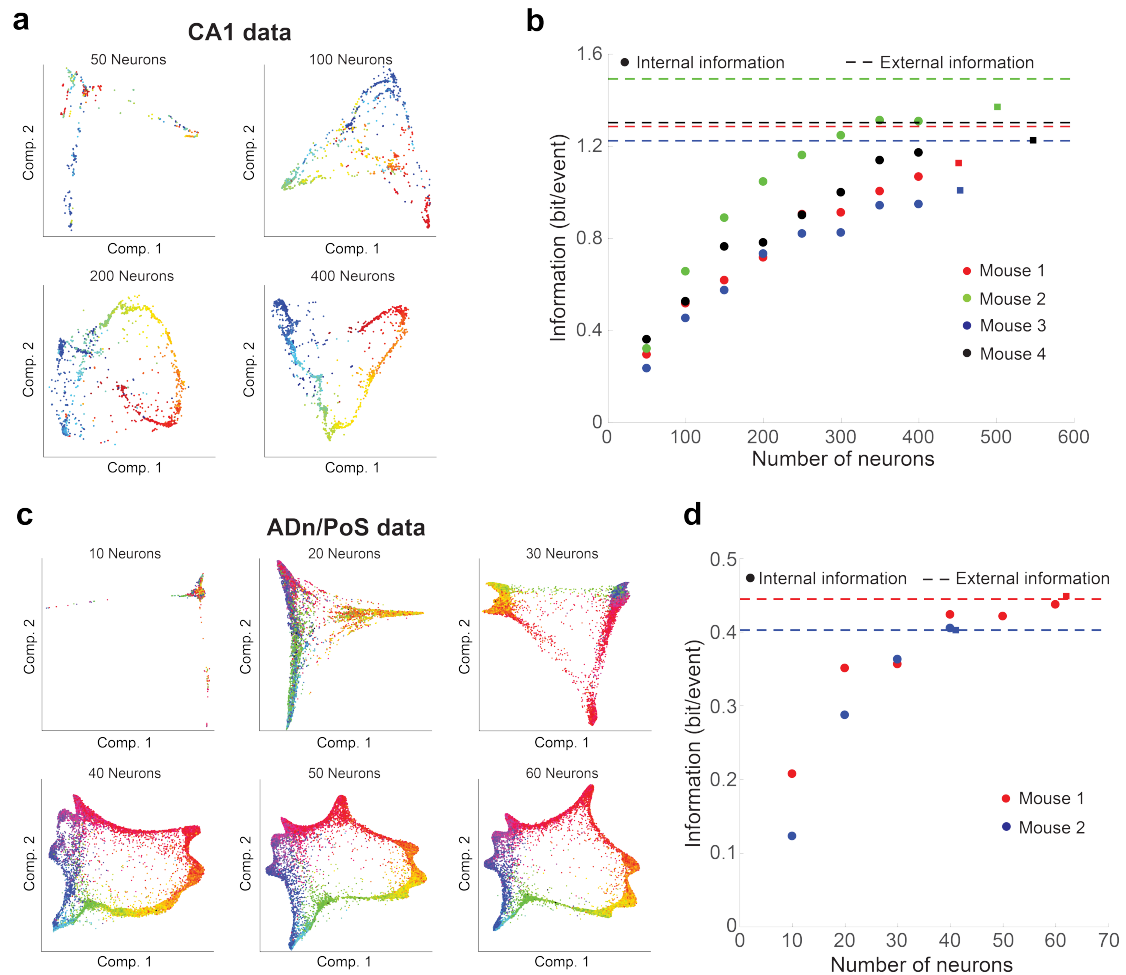 a
CA1 data
50 Neurons
100 Neurons
Comp. 2
Comp. 2
Comp. 1
Comp. 1
200 Neurons
400 Neurons
Comp. 2
Comp. 2
Comp. 1
Comp. 1
b
1.6
Internal information
External information
1.2
0.8
0.4
0
Information (bit/event)
Mouse 1
Mouse 2
Mouse 3
Mouse 4
0 100 200 300 400 500 600
Number of neurons
c
ADn/PoS data
10 Neurons
20 Neurons
30 Neurons
Comp. 2
Comp. 2
Comp. 2
Comp. 1
Comp. 1
Comp. 1
40 Neurons
50 Neurons
60 Neurons
Comp. 2
Comp. 2
Comp. 2
Comp. 1
Comp. 1
Comp. 1
d
0.5
Internal information
External information
0.4
0.3
0.2
0.1
0
Information (bit/event)
Mouse 1
Mouse 2
0 10 20 30 40 50 60 70
Number of neurons